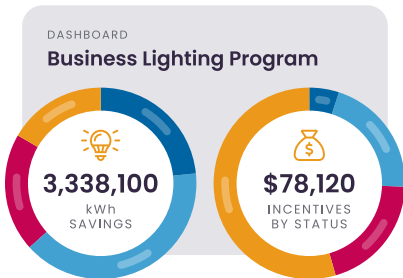 DASHBOARD
Business Lighting Program
3,338,100
kWh
SAVINGS
$
$78,120
INCENTIVES
BY STATUS